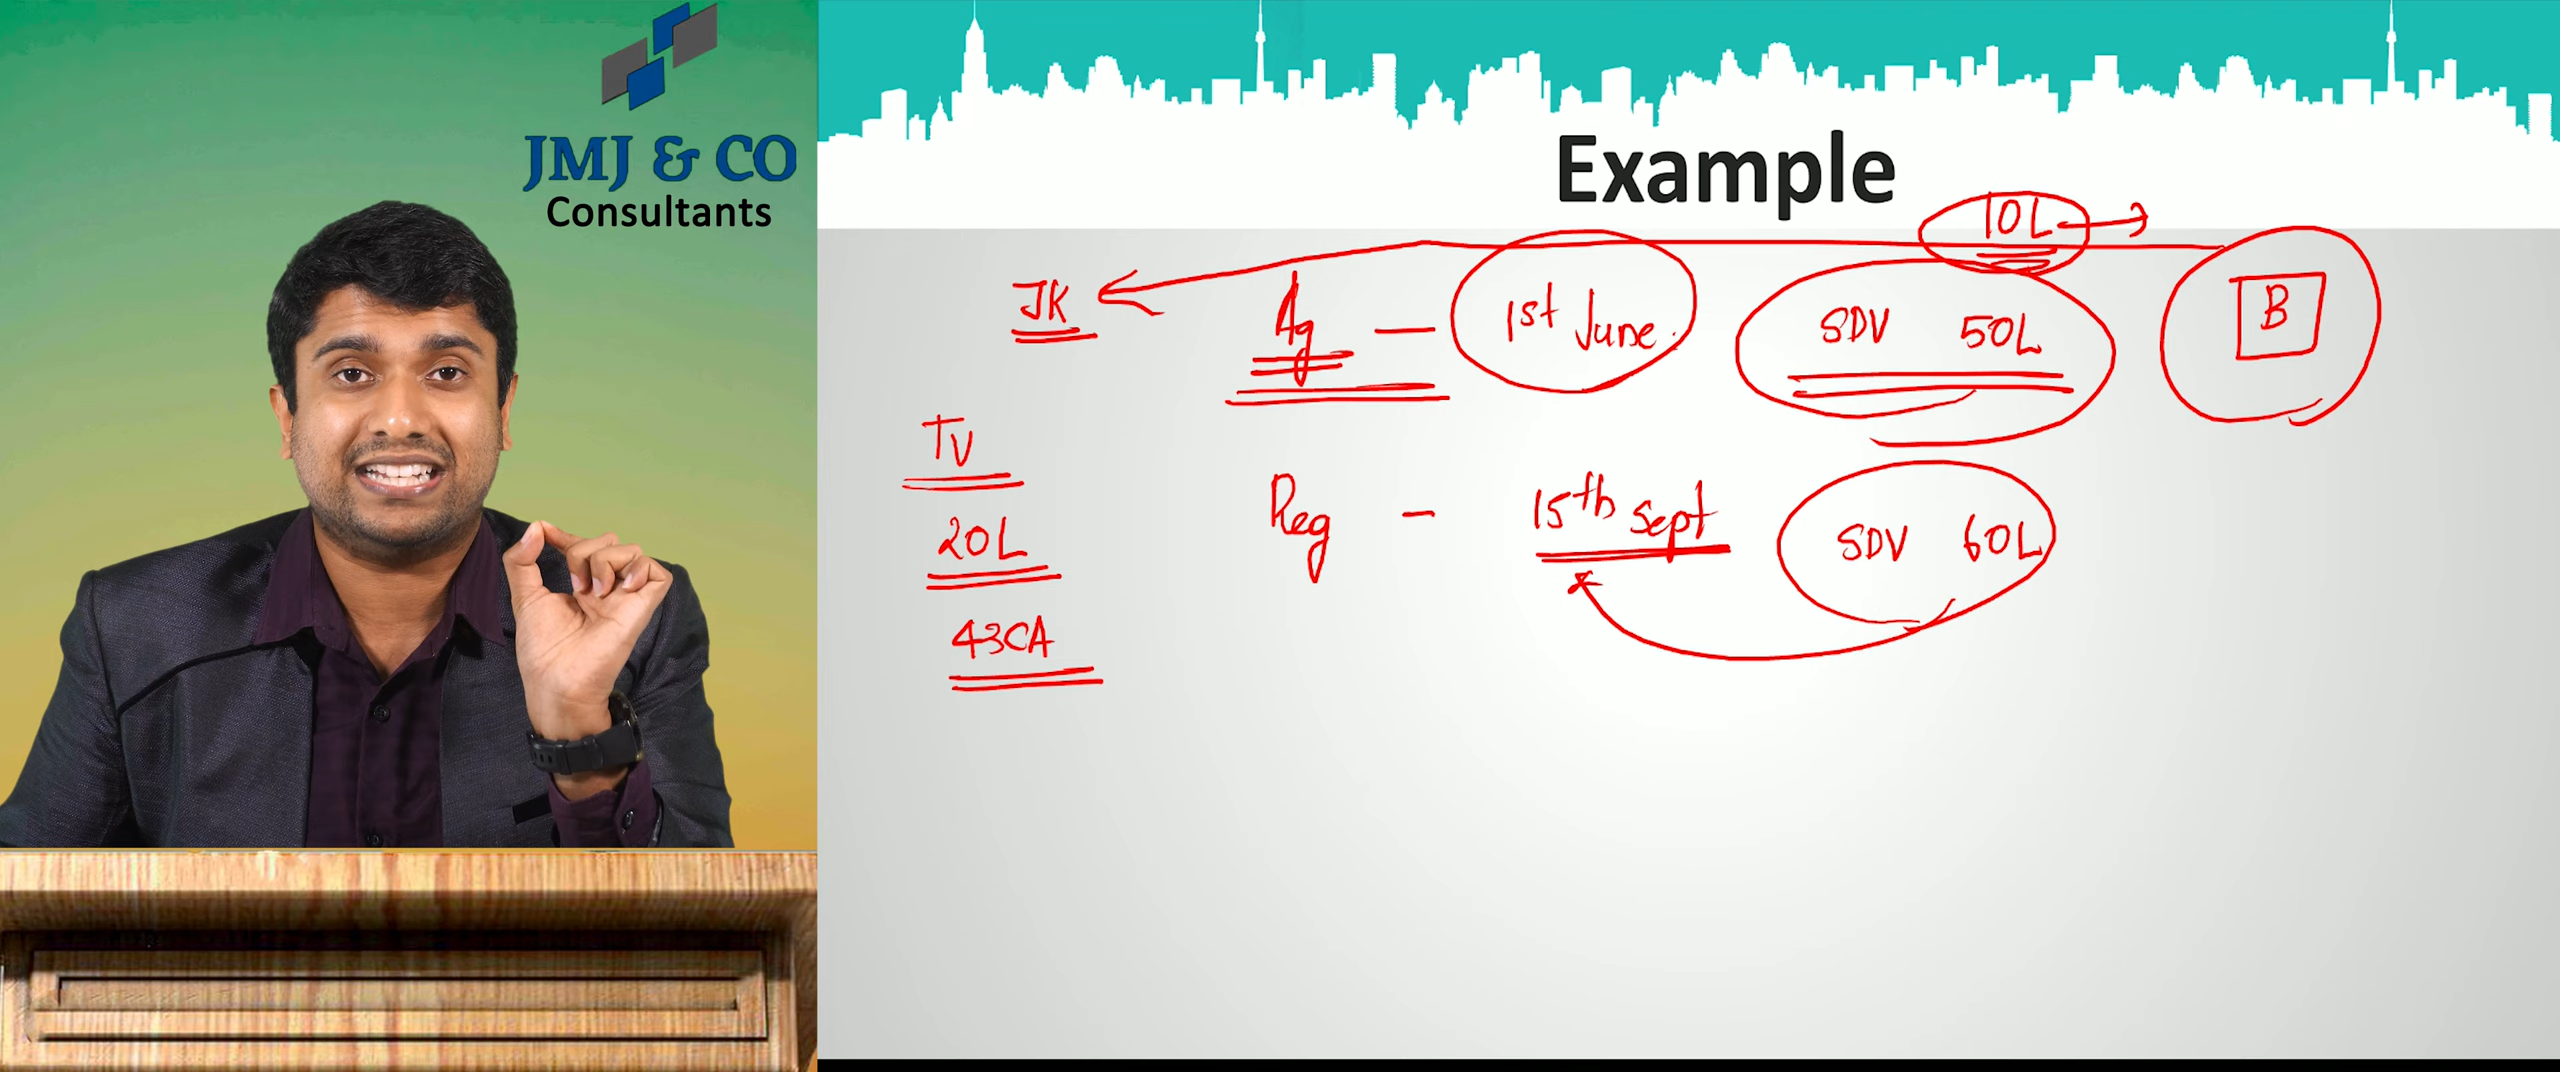 JMJ & CO
Consultants
Example
10L
JK
Ag - 1st June. SDV 50L B
TV
20L
43CA
Reg - 15th Sept SDV 60L